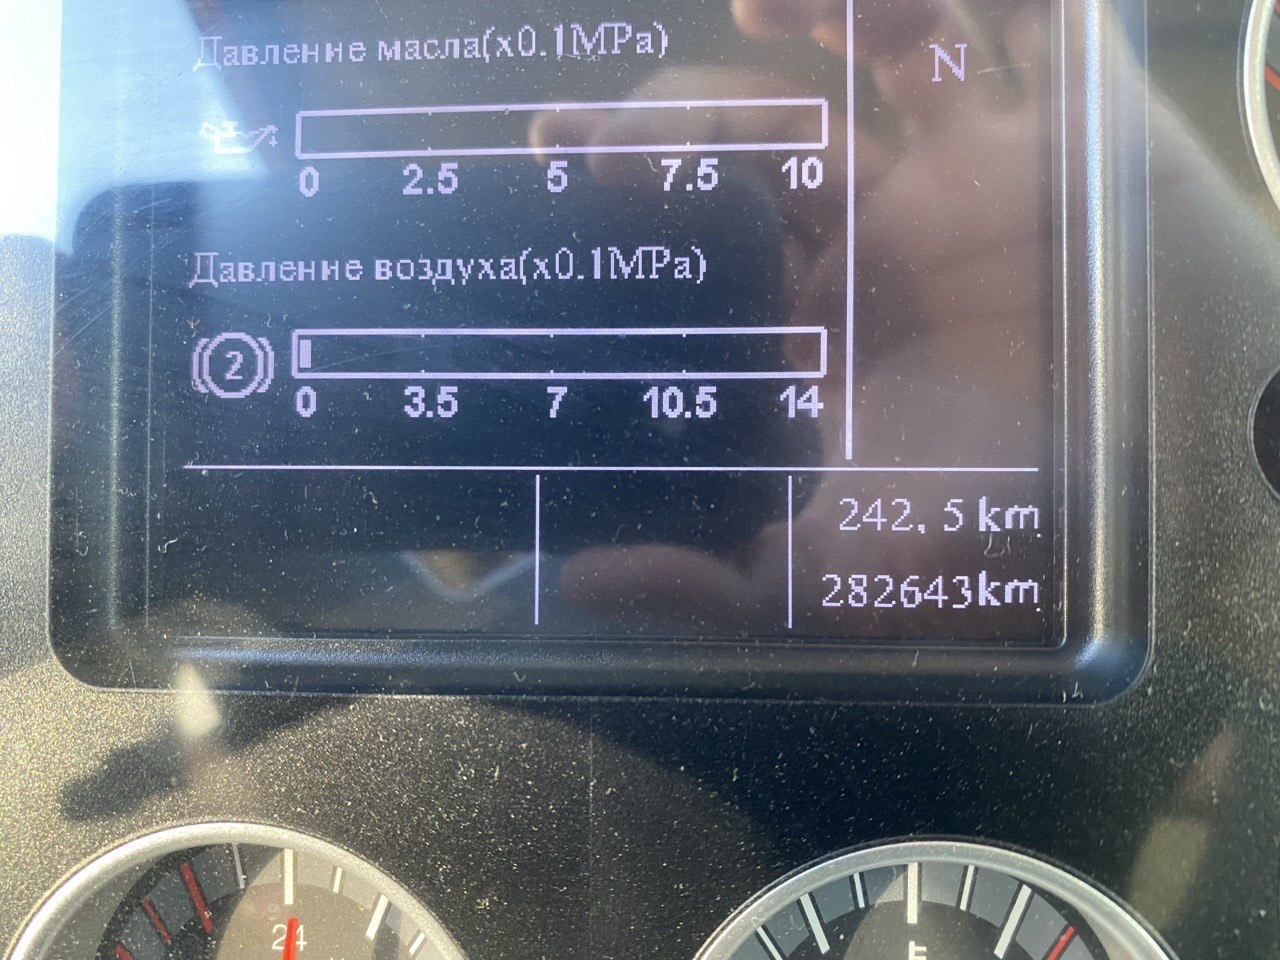 Давление масла(x0.1MPa)
N
0 2.5 5 7.5 10
Давление воздуха(x0.1MPa)
2
0 3.5 7 10.5 14
242, 5 km
282643km
24